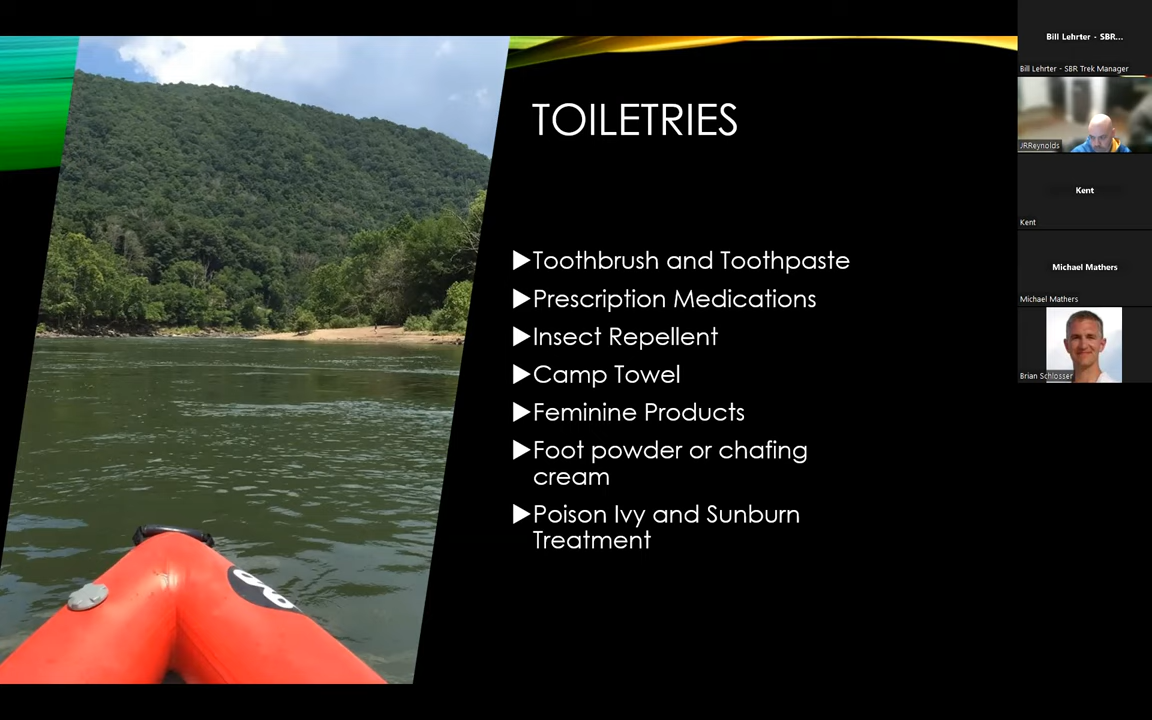 TOILETRIES
▶Toothbrush and Toothpaste
▶Prescription Medications
▶Insect Repellent
▶Camp Towel
▶Feminine Products
▶Foot powder or chafing
cream
▶Poison Ivy and Sunburn
Treatment
66
Bill Lehrter - SBR...
Bill Lehrter - SBR Trek Manager
JRReynolds
Kent
Kent
Michael Mathers
Michael Mathers
Brian Schlosser